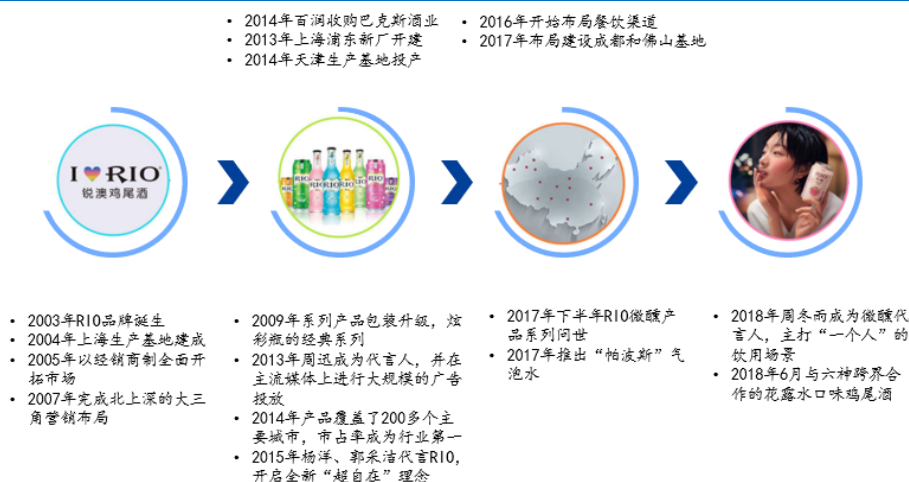 • 2014年百润收购巴克斯酒业
• 2013年上海浦东新厂开建
• 2014年天津生产基地投产
• 2016年开始布局餐饮渠道
• 2017年布局建设成都和佛山基地
I RIO
锐澳鸡尾酒
RIO
RIO
RIO
RIO
RIO
• 2003年RIO品牌诞生
• 2004年上海生产基地建成
• 2005年以经销商制全面开
拓市场
• 2007年完成北上深的大三
角营销布局
• 2009年系列产品包装升级，炫
彩瓶的经典系列
• 2013年周迅成为代言人，并在
主流媒体上进行大规模的广告
投放
• 2014年产品覆盖了200多个主
要城市，市占率成为行业第一
• 2015年杨洋、郭采洁代言RIO，
开启全新“超自在”理念
• 2017年下半年RIO微醺产
品系列问世
• 2017年推出“帕波斯”气
泡水
• 2018年周冬雨成为微醺代
言人，主打“一个人”的
饮用场景
• 2018年6月与六神跨界合
作的花露水口味鸡尾酒